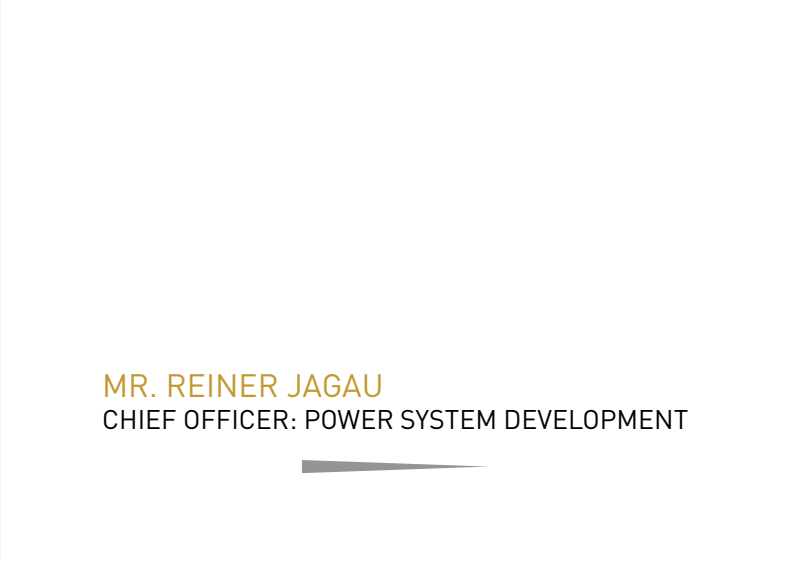 MR. REINER JAGAU
CHIEF OFFICER: POWER SYSTEM DEVELOPMENT